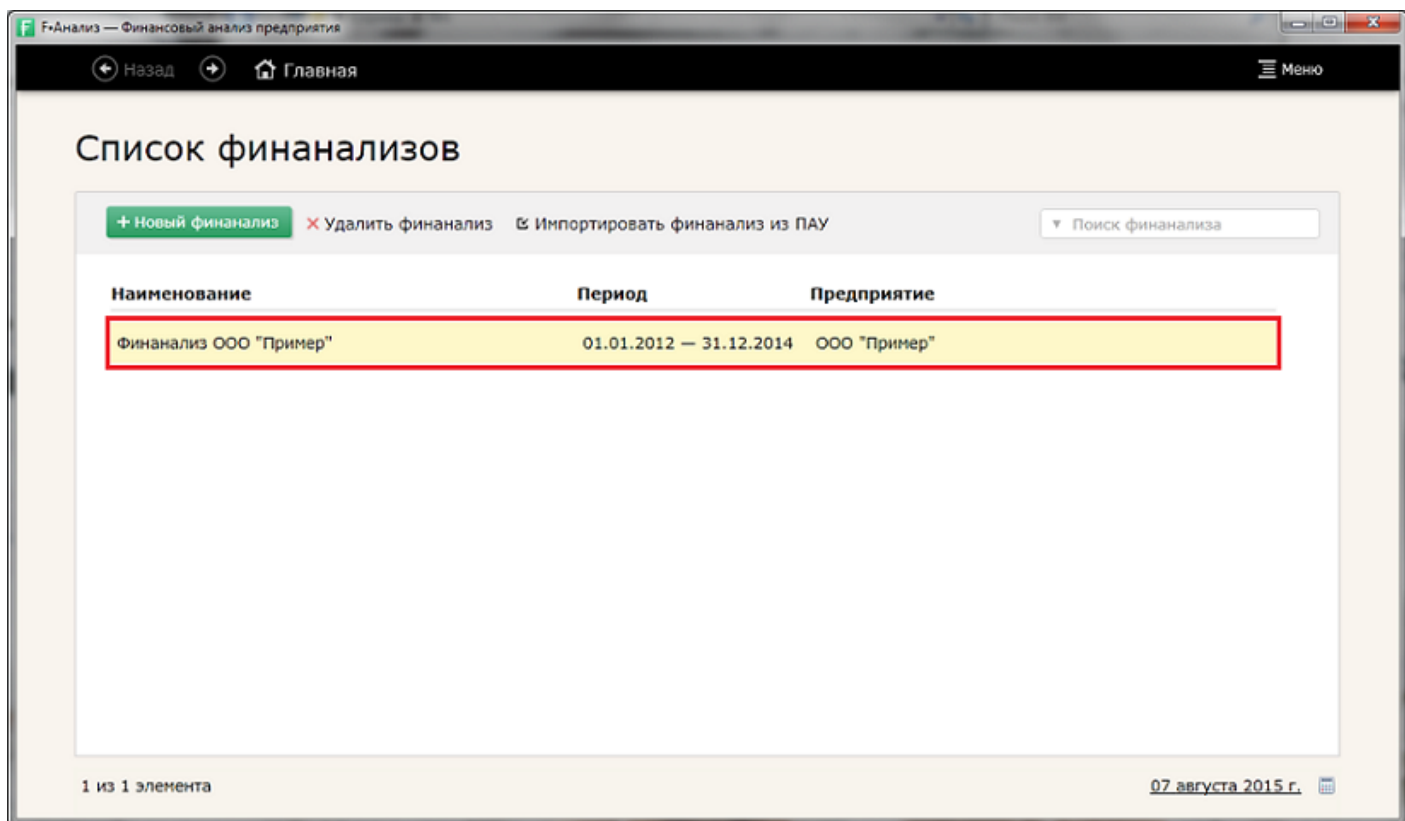 F•Анализ — Финансовый анализ предприятия
Назад Главная Меню
Список финанализов
+ Новый финанализ Удалить финанализ Импортировать финанализ из ПАУ Поиск финанализа
Наименование Период Предприятие
Финанализ ООО "Пример" 01.01.2012 — 31.12.2014 ООО "Пример"
1 из 1 элемента 07 августа 2015 г.